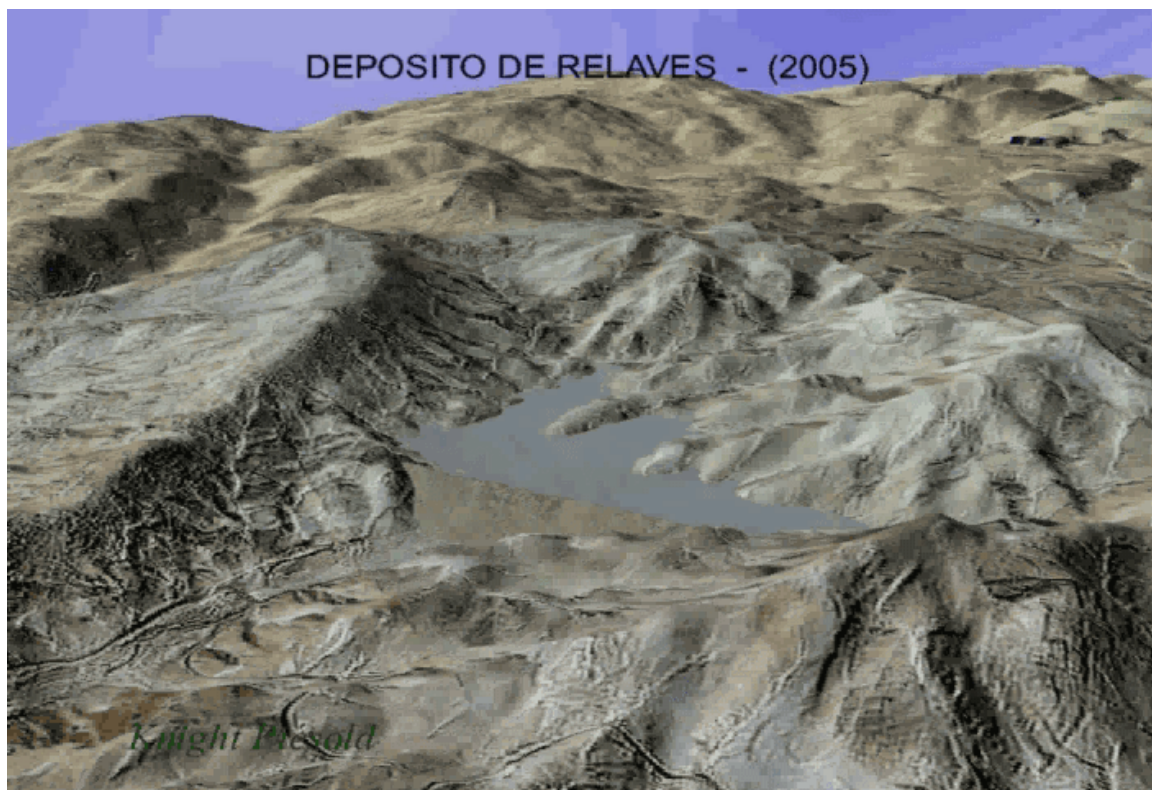 DEPOSITO DE RELAVES - (2005)
Knight Piesold